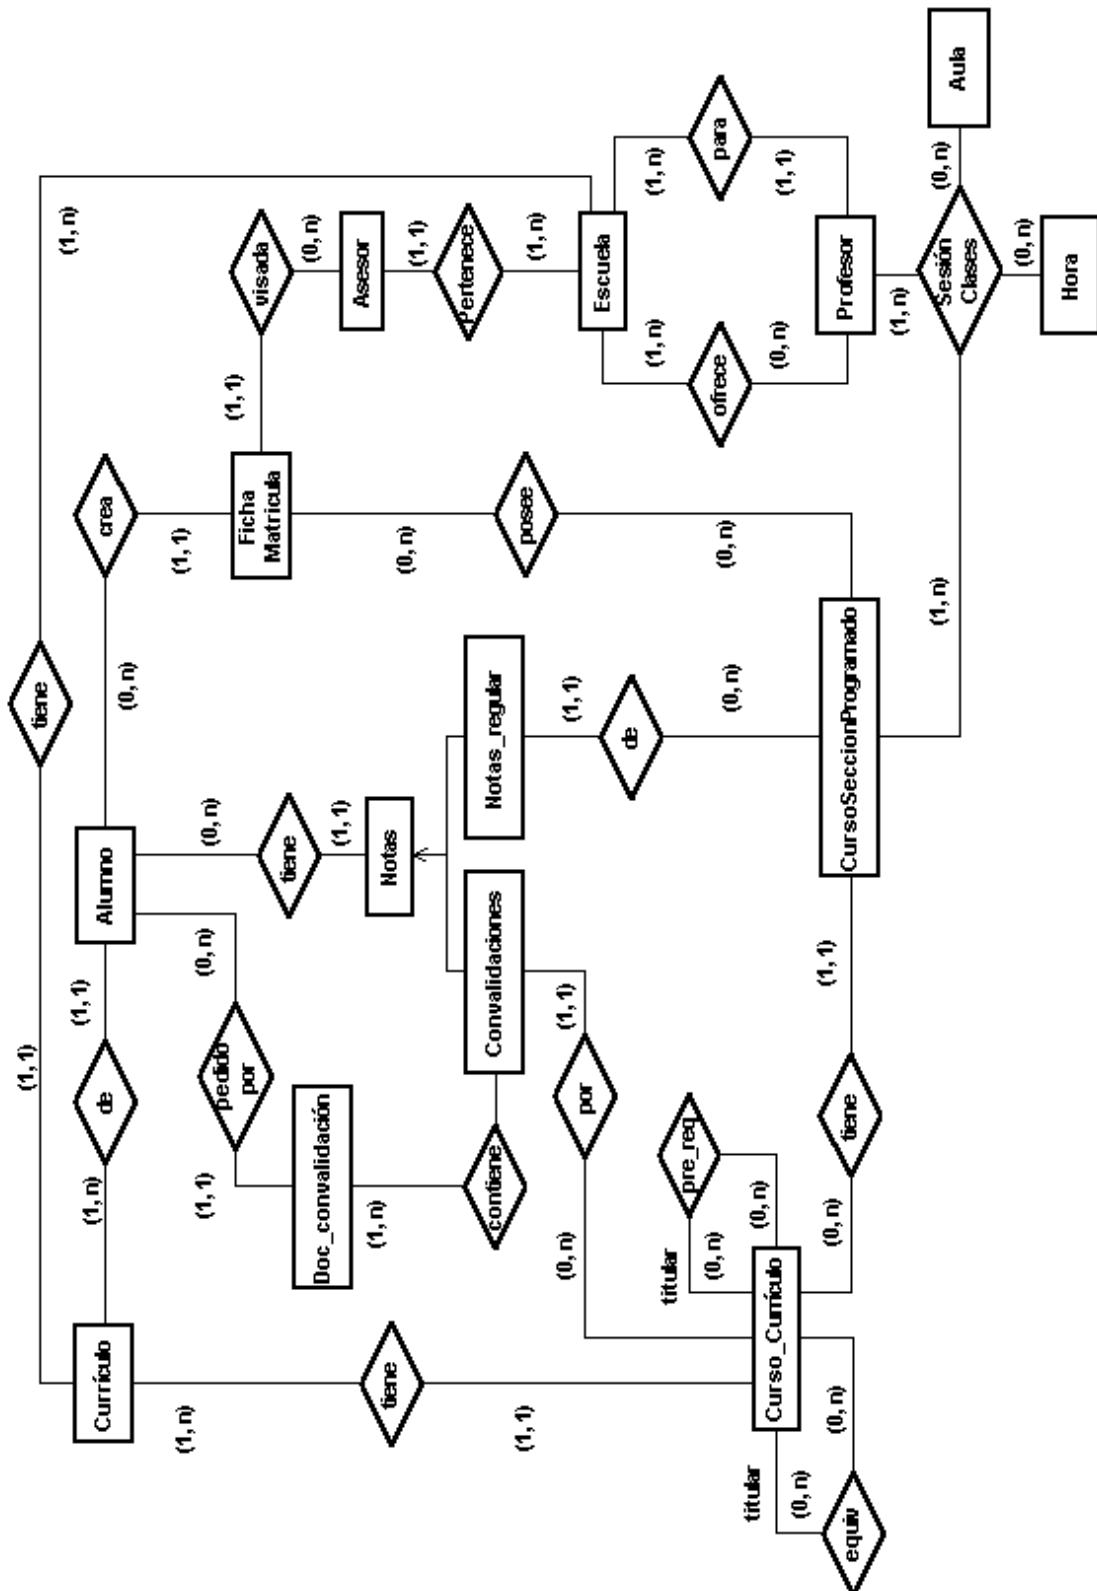 (1,1)
tiene
(1,n)
(1,n)
(1,1)
Currículo
de
Alumno
crea
(0,n)
(1,n)
(1,1)
(0,n)
(0,n)
(1,1)
(1,1)
pedido
por
tiene
Ficha
Matrícula
visada
Doc_convalidación
(1,1)
(0,n)
tiene
(1,n)
Notas
Asesor
(0,n)
(1,1)
contiene
Convalidaciones
Notas_regular
Pertenece
(1,1)
posee
(1,n)
(0,n)
(1,1)
por
(1,1)
Escuela
de
(1,n)
(1,n)
titular
(0,n)
pre_req
(0,n)
(0,n)
(0,n)
ofrece
para
(0,n)
(1,1)
titular
(0,n)
Curso_Currículo
(0,n)
(0,n)
(1,1)
equiv
tiene
CursoSeccionProgramado
Profesor
(1,n)
(1,n)
Sesión
Clases
(0,n)
Aula
(0,n)
Hora